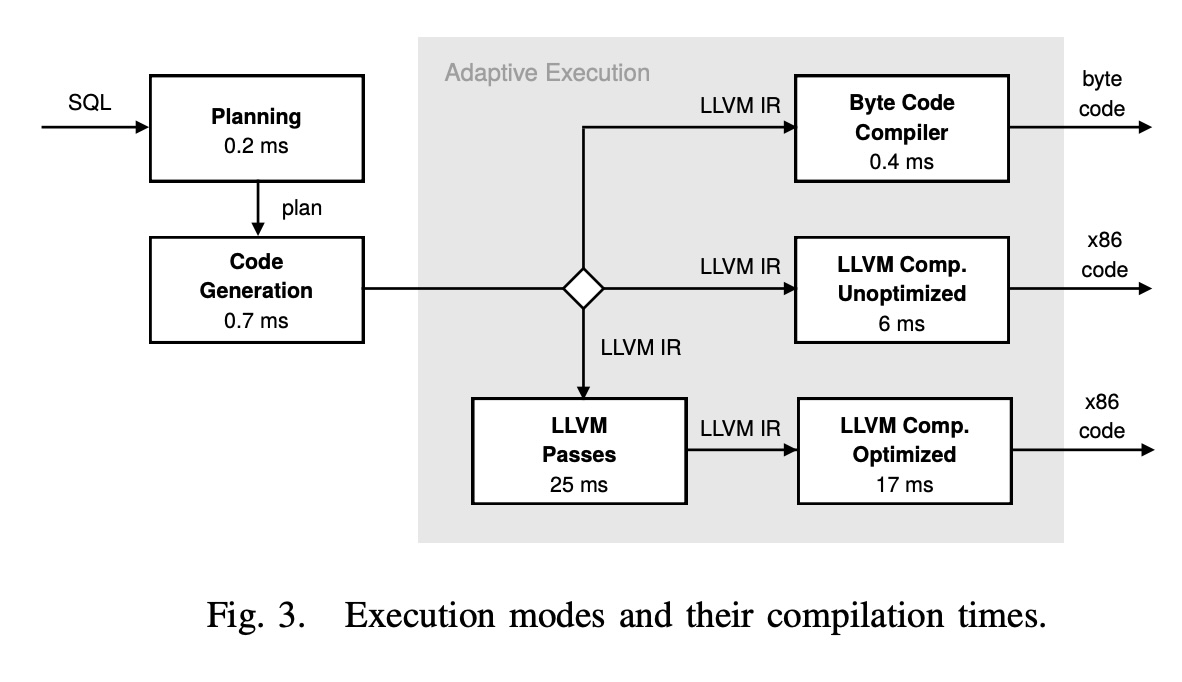 Adaptive Execution
SQL
Planning
0.2 ms
plan
Code
Generation
0.7 ms
LLVM IR
Byte Code
Compiler
0.4 ms
byte
code
LLVM IR
LLVM Comp.
Unoptimized
6 ms
x86
code
LLVM IR
LLVM
Passes
25 ms
LLVM IR
LLVM Comp.
Optimized
17 ms
x86
code
Fig. 3. Execution modes and their compilation times.